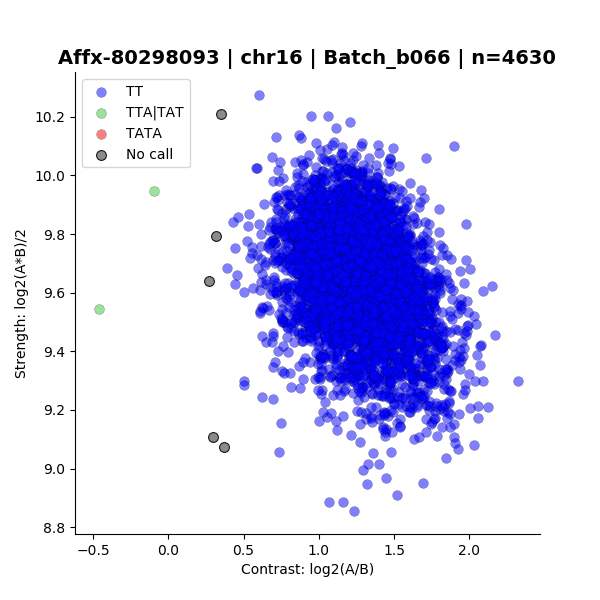 Affx-80298093 | chr16 | Batch_b066 | n=4630
TT
TTA|TAT
TATA
No call
Strength: log2(A*B)/2
10.2
10.0
9.8
9.6
9.4
9.2
9.0
8.8
−0.5
0.0
0.5
1.0
1.5
2.0
Contrast: log2(A/B)